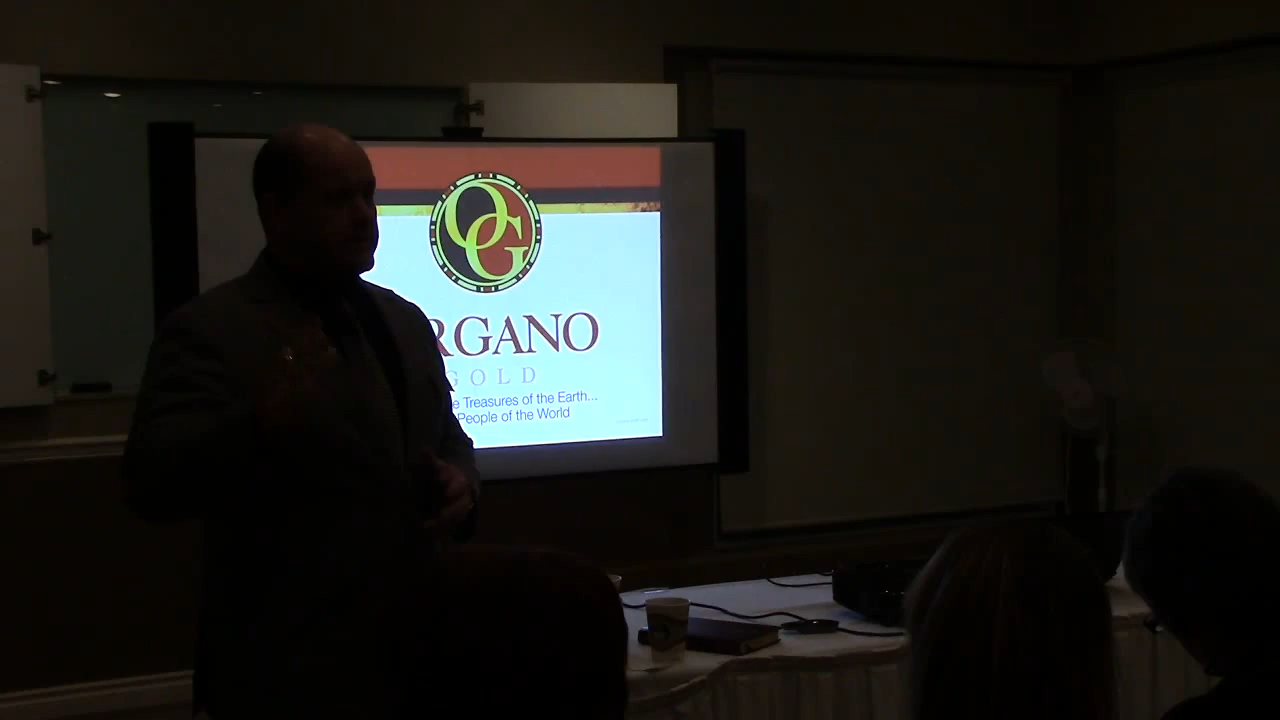 OG
RGANO
GOLD
e Treasures of the Earth...
People of the World